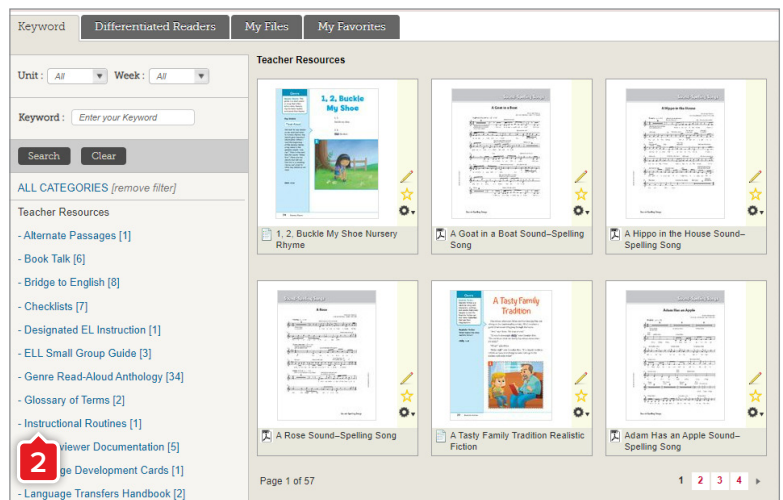 Keyword
Differentiated Readers
My Files
My Favorites
Unit : All Week : All
Keyword : Enter your Keyword
Search Clear
ALL CATEGORIES [remove filter]
Teacher Resources
- Alternate Passages [1]
- Book Talk [6]
- Bridge to English [8]
- Checklists [7]
- Designated EL Instruction [1]
- ELL Small Group Guide [3]
- Genre Read-Aloud Anthology [34]
- Glossary of Terms [2]
- Instructional Routines [1]
viewer Documentation [5]
ge Development Cards [1]
- Language Transfers Handbook [2]
2
Teacher Resources
1, 2, Buckle
My Shoe
1, 2, Buckle My Shoe Nursery
Rhyme
A Goat in a Boat
A Goat in a Boat Sound–Spelling
Song
A Hippo in the House
A Hippo in the House Sound–
Spelling Song
A Rose
A Rose Sound–Spelling Song
A Tasty Family
Tradition
A Tasty Family Tradition Realistic
Fiction
Adam Has an Apple
Adam Has an Apple Sound–
Spelling Song
Page 1 of 57
1 2 3 4